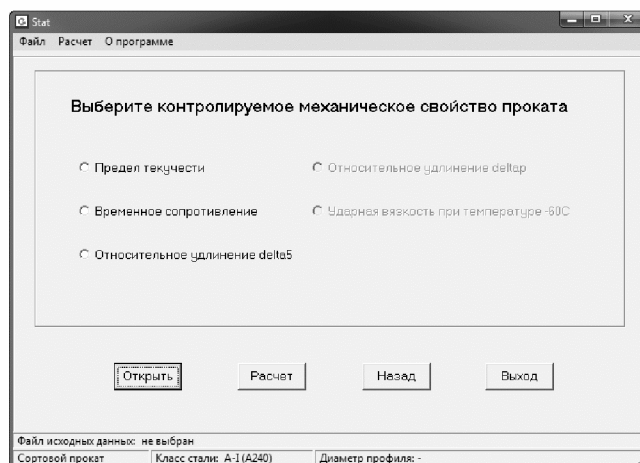 Stat
Файл Расчет О программе
Выберите контролируемое механическое свойство проката
Предел текучести
Относительное удлинение deltap
Временное сопротивление
Ударная вязкость при температуре -60C
Относительное удлинение delta5
Открыть Расчет Назад Выход
Файл исходных данных: не выбран
Сортовой прокат Класс стали: A-I (A240) Диаметр профиля: -